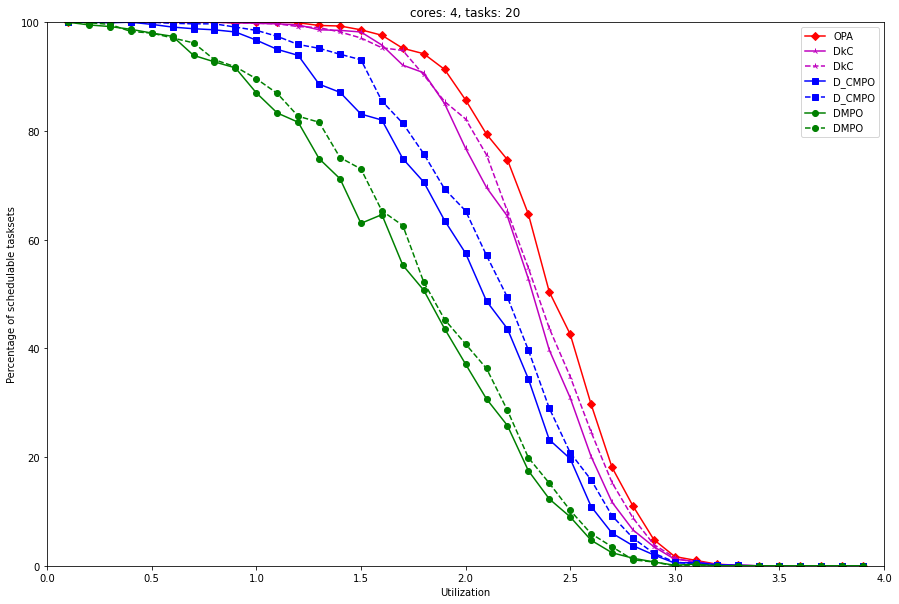 cores: 4, tasks: 20
OPA
DkC
DkC
D_CMPO
D_CMPO
DMPO
DMPO
Percentage of schedulable tasksets
100
80
60
40
20
0
0.0 0.5 1.0 1.5 2.0 2.5 3.0 3.5 4.0
Utilization